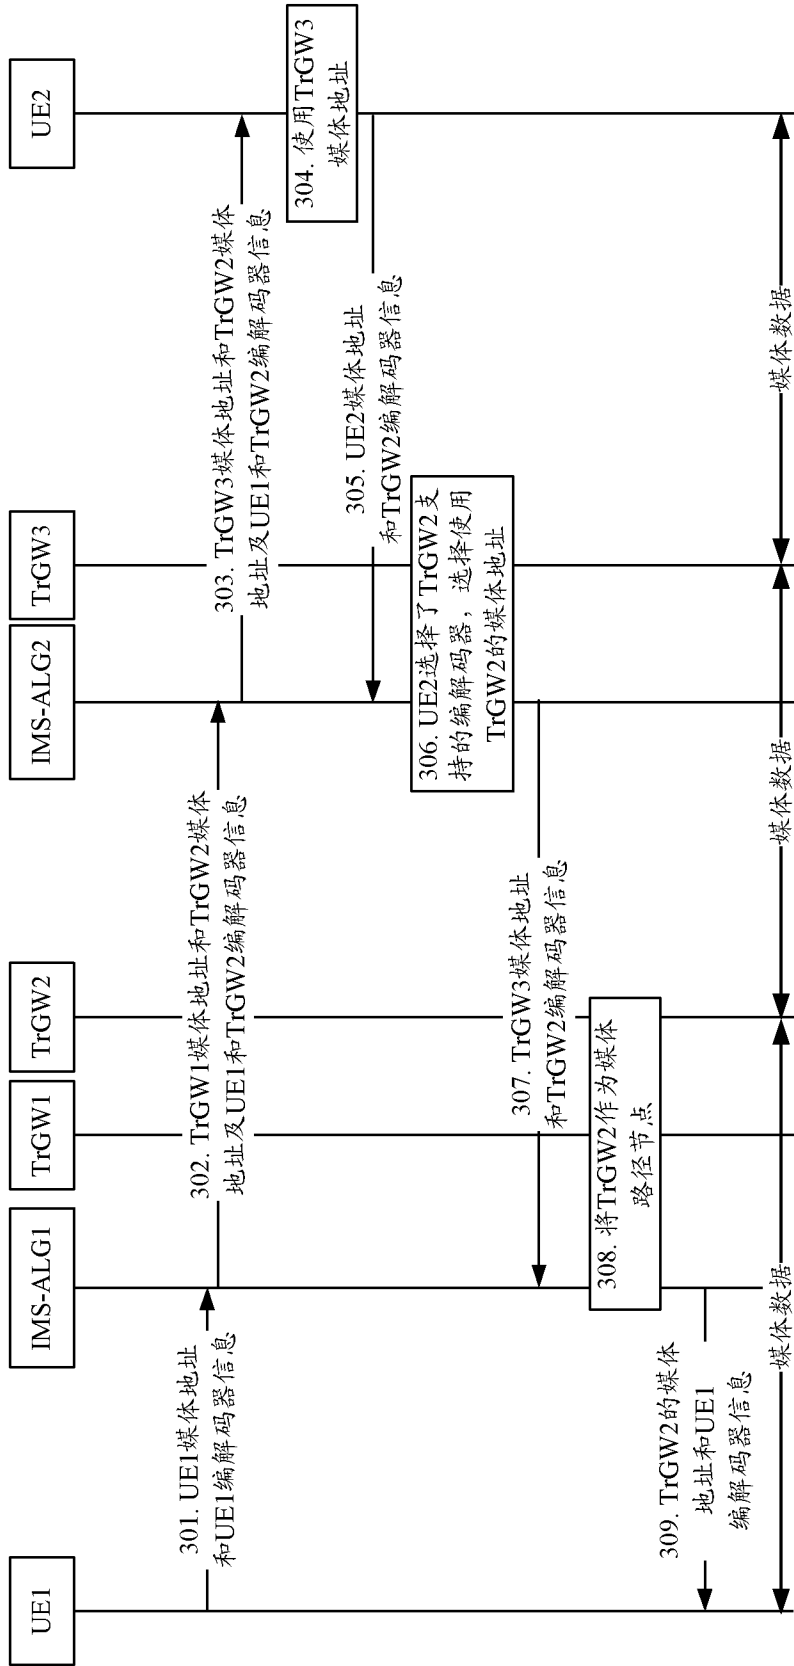 UE1
IMS-ALG1
TrGW1
TrGW2
IMS-ALG2
TrGW3
UE2
301. UE1媒体地址
和UE1编解码器信息
302. TrGW1媒体地址和TrGW2媒体
地址及UE1和TrGW2编解码器信息
303. TrGW3媒体地址和TrGW2媒体
地址及UE1和TrGW2编解码器信息
304. 使用TrGW3
媒体地址
305. UE2媒体地址
和TrGW2编解码器信息
306. UE2选择了TrGW2支
持的编解码器，选择使用
TrGW2的媒体地址
307. TrGW3媒体地址
和TrGW2编解码器信息
308. 将TrGW2作为媒体
路径节点
309. TrGW2的媒体
地址和UE1
编解码器信息
媒体数据
媒体数据
媒体数据